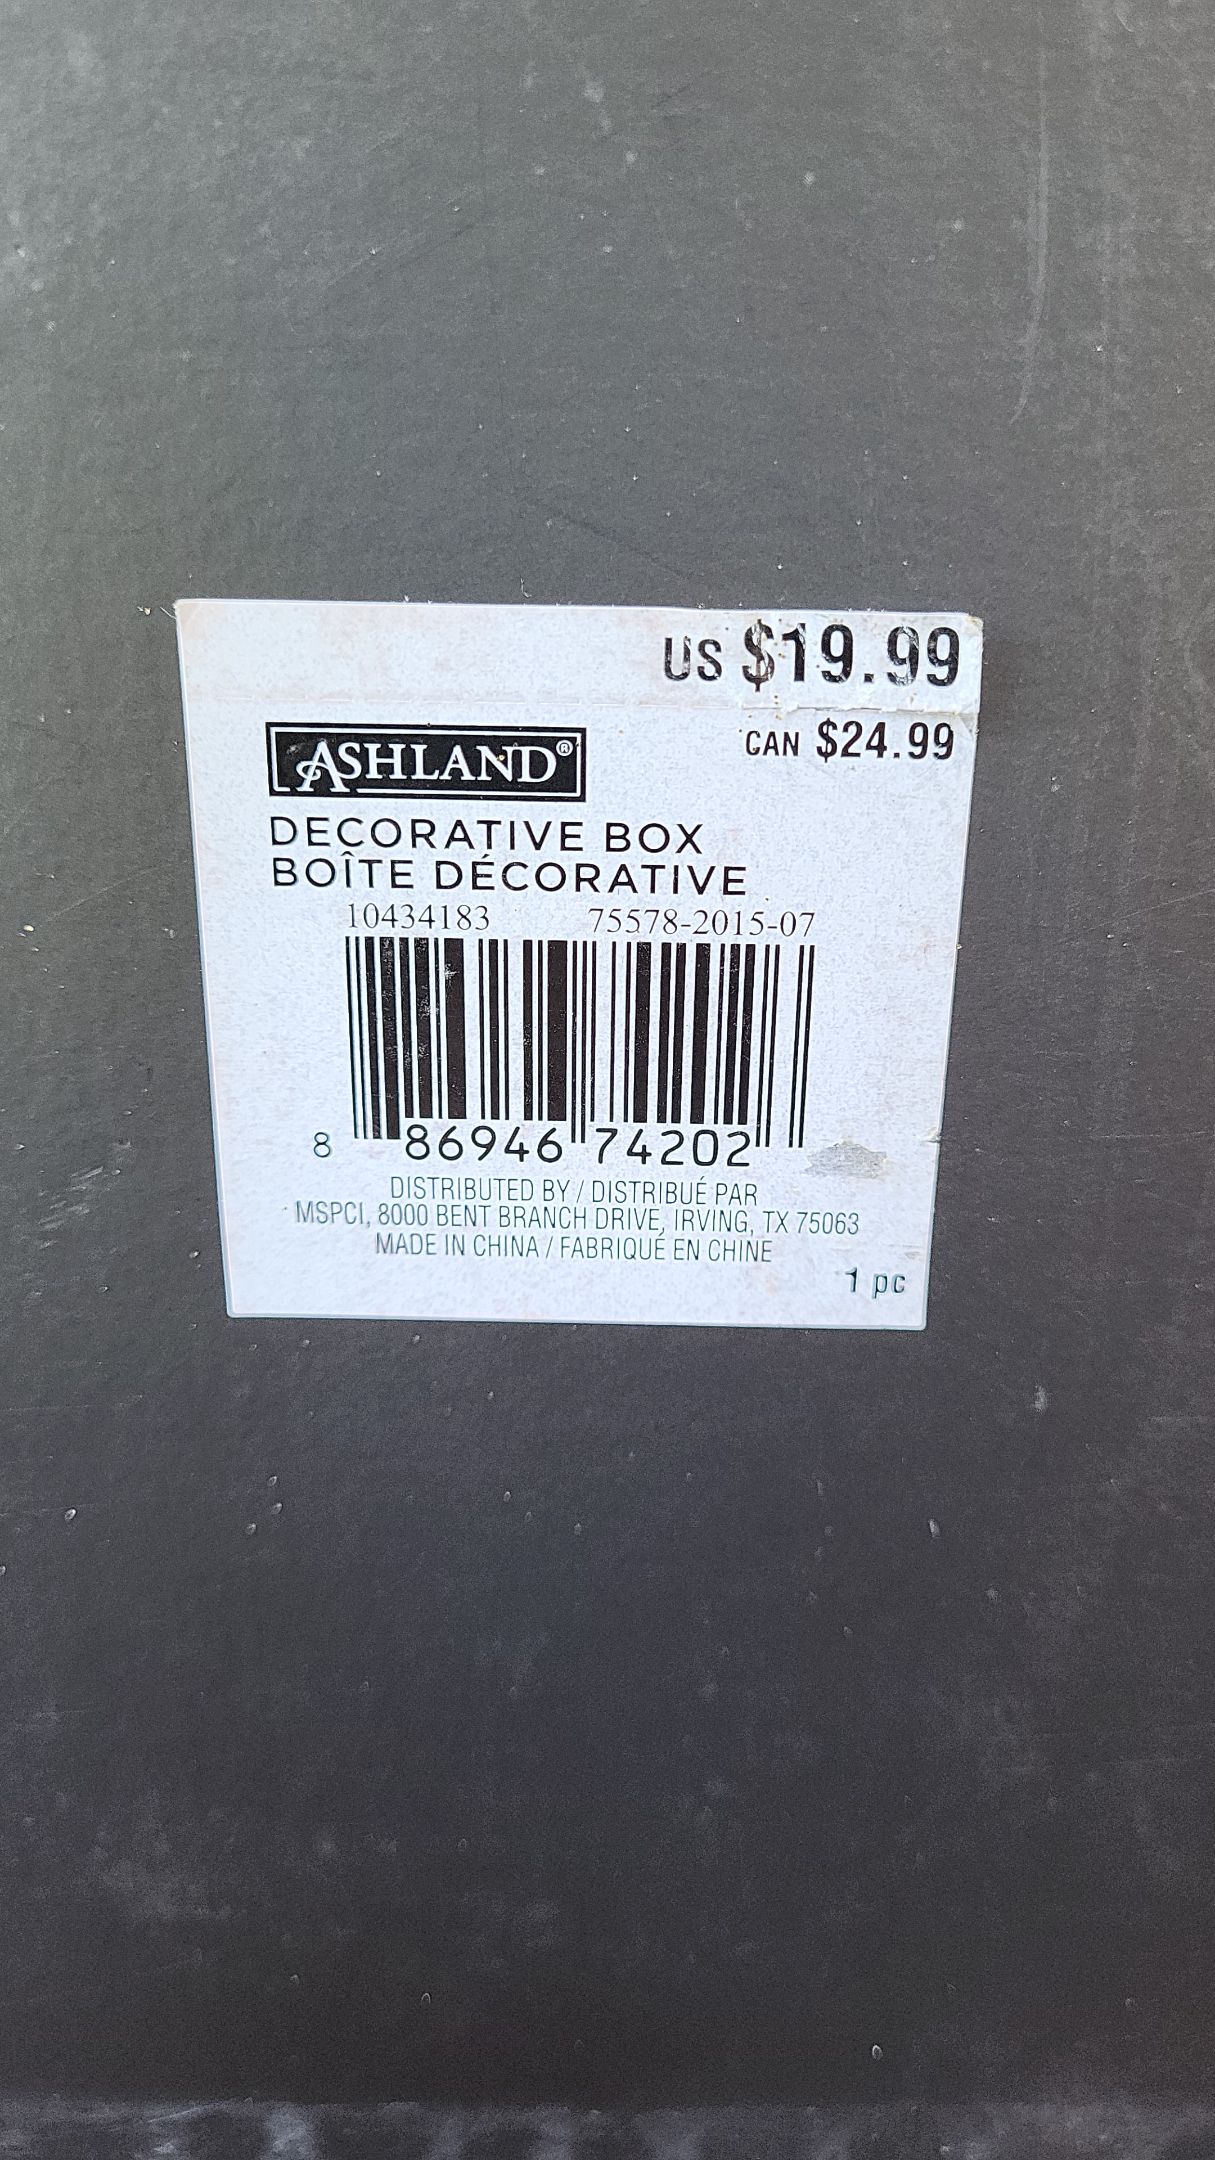 US $19.99
CAN $24.99
ASHLAND®
DECORATIVE BOX
BOÎTE DÉCORATIVE
10434183 75578-2015-07
8 86946 74202
DISTRIBUTED BY / DISTRIBUÉ PAR
MSPCI, 8000 BENT BRANCH DRIVE, IRVING, TX 75063
MADE IN CHINA / FABRIQUÉ EN CHINE
1 pc